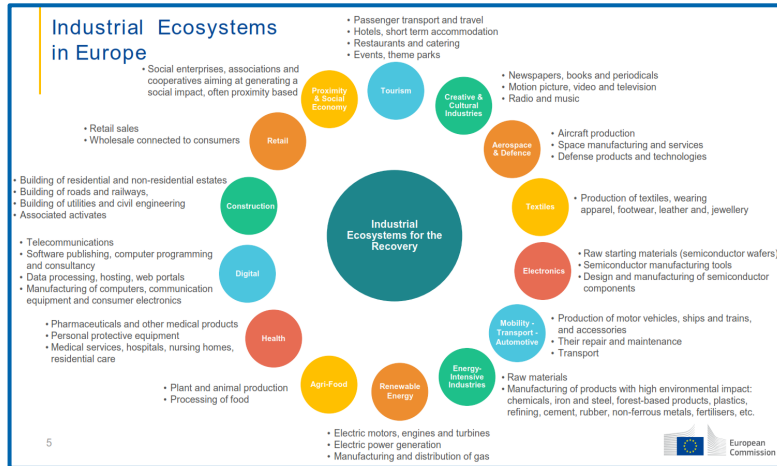 Industrial Ecosystems
in Europe
• Passenger transport and travel
• Hotels, short term accommodation
• Restaurants and catering
• Events, theme parks
Tourism
• Newspapers, books and periodicals
• Motion picture, video and television
• Radio and music
Creative &
Cultural
Industries
• Aircraft production
• Space manufacturing and services
• Defense products and technologies
Aerospace
& Defence
• Production of textiles, wearing
apparel, footwear, leather and, jewellery
Textiles
• Raw starting materials (semiconductor wafers)
• Semiconductor manufacturing tools
• Design and manufacturing of semiconductor
components
Electronics
• Production of motor vehicles, ships and trains,
and accessories
• Their repair and maintenance
• Transport
Mobility -
Transport -
Automotive
• Raw materials
• Manufacturing of products with high environmental impact:
chemicals, iron and steel, forest-based products, plastics,
refining, cement, rubber, non-ferrous metals, fertilisers, etc.
Energy-
Intensive
Industries
Renewable
Energy
• Electric motors, engines and turbines
• Electric power generation
• Manufacturing and distribution of gas
Agri-Food
• Plant and animal production
• Processing of food
Health
• Pharmaceuticals and other medical products
• Personal protective equipment
• Medical services, hospitals, nursing homes,
residential care
Digital
• Telecommunications
• Software publishing, computer programming
and consultancy
• Data processing, hosting, web portals
• Manufacturing of computers, communication
equipment and consumer electronics
Construction
• Building of residential and non-residential estates
• Building of roads and railways,
• Building of utilities and civil engineering
• Associated activates
Retail
• Retail sales
• Wholesale connected to consumers
Proximity
& Social
Economy
• Social enterprises, associations and
cooperatives aiming at generating a
social impact, often proximity based
Industrial
Ecosystems for the
Recovery
5
European
Commission